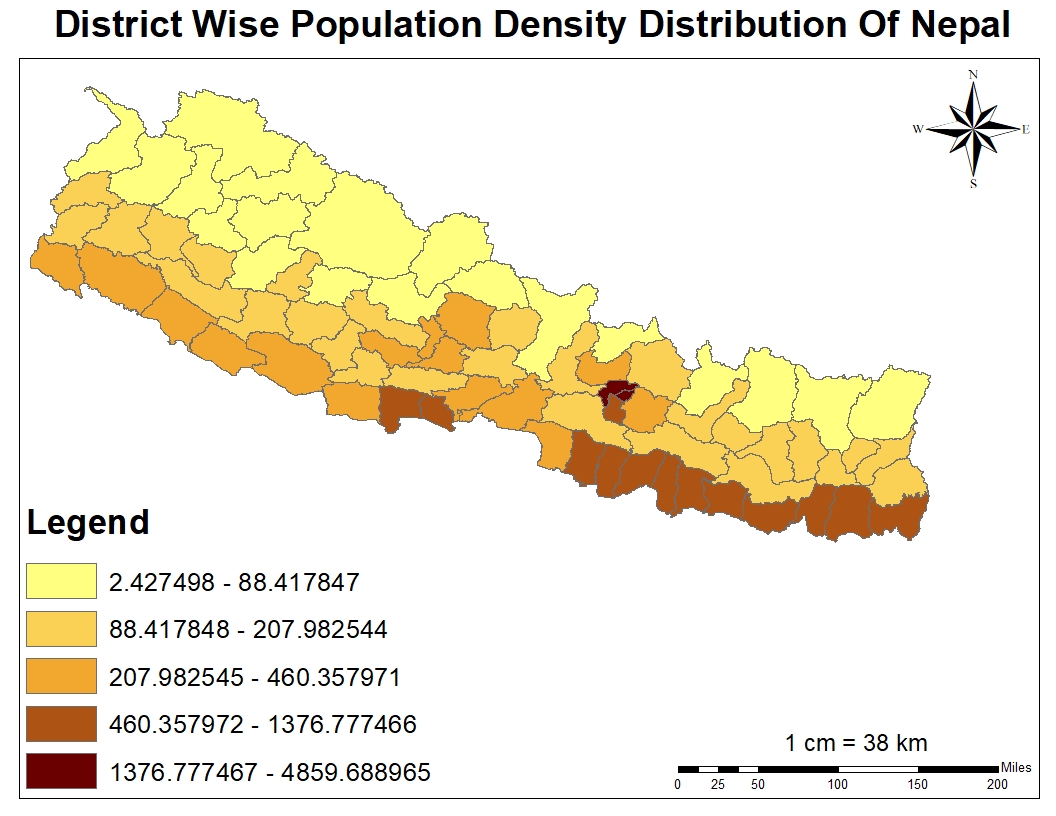 District Wise Population Density Distribution Of Nepal
N
W E
S
Legend
2.427498 - 88.417847
88.417848 - 207.982544
207.982545 - 460.357971
460.357972 - 1376.777466
1376.777467 - 4859.688965
1 cm = 38 km
Miles
0 25 50 100 150 200